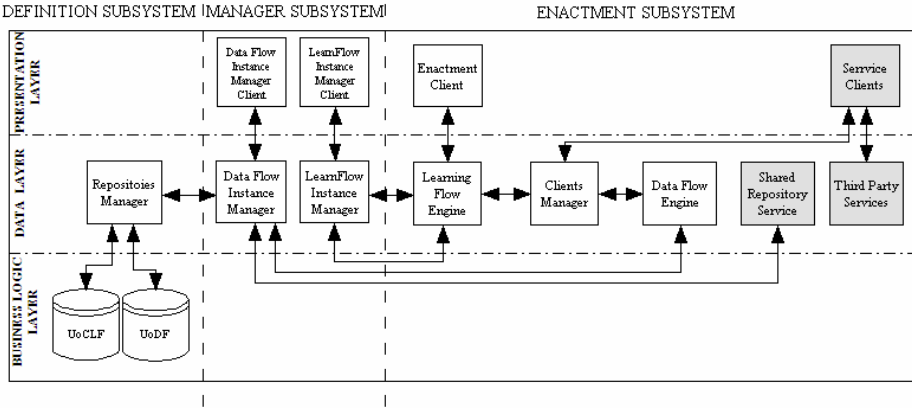 DEFINITION SUBSYSTEM
MANAGER SUBSYSTEM
ENACTMENT SUBSYSTEM
PRESENTATION
LAYER
Data Flow
Instance
Manager
Client
LearnFlow
Instance
Manager
Client
Enactment
Client
Serrvice
Clients
DATA LAYER
Repositoies
Manager
Data Flow
Instance
Manager
LearnFlow
Instance
Manager
Learning
Flow
Engine
Clients
Manager
Data Flow
Engine
Shared
Repository
Service
Third Party
Services
BUSINESS LOGIC
LAYER
UoCLF
UoDF